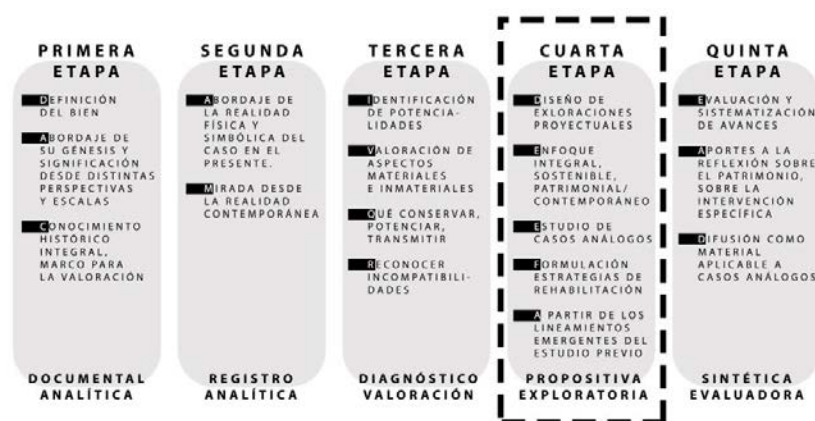 PRIMERA
ETAPA
DEFINICIÓN
DEL BIEN
ABORDAJE DE
SU GÉNESIS Y
SIGNIFICACIÓN
DESDE DISTINTAS
PERSPECTIVAS
Y ESCALAS
CONOCIMIENTO
HISTÓRICO
INTEGRAL,
MARCO PARA
LA VALORACIÓN
DOCUMENTAL
ANALÍTICA
SEGUNDA
ETAPA
ABORDAJE DE
LA REALIDAD
FÍSICA Y
SIMBÓLICA DEL
CASO EN EL
PRESENTE.
MIRADA DESDE
LA REALIDAD
CONTEMPORÁNEA
REGISTRO
ANALÍTICA
TERCERA
ETAPA
IDENTIFICACIÓN
DE POTENCIA-
LIDADES
VALORACIÓN DE
ASPECTOS
MATERIALES
E INMATERIALES
QUÉ CONSERVAR,
POTENCIAR,
TRANSMITIR
RECONOCER
INCOMPATIBILI-
DADES
DIAGNÓSTICO
VALORACIÓN
CUARTA
ETAPA
DISEÑO DE
EXLORACIONES
PROYECTUALES
ENFOQUE
INTEGRAL,
SOSTENIBLE,
PATRIMONIAL/
CONTEMPORÁNEO
ESTUDIO DE
CASOS ANÁLOGOS
FORMULACIÓN
ESTRATEGIAS DE
REHABILITACIÓN
A PARTIR DE LOS
LINEAMIENTOS
EMERGENTES DEL
ESTUDIO PREVIO
PROPOSITIVA
EXPLORATORIA
QUINTA
ETAPA
EVALUACIÓN Y
SISTEMATIZACIÓN
DE AVANCES
APORTES A LA
REFLEXIÓN SOBRE
EL PATRIMONIO,
SOBRE LA
INTERVENCIÓN
ESPECÍFICA
DIFUSIÓN COMO
MATERIAL
APLICABLE A
CASOS ANÁLOGOS
SINTÉTICA
EVALUADORA